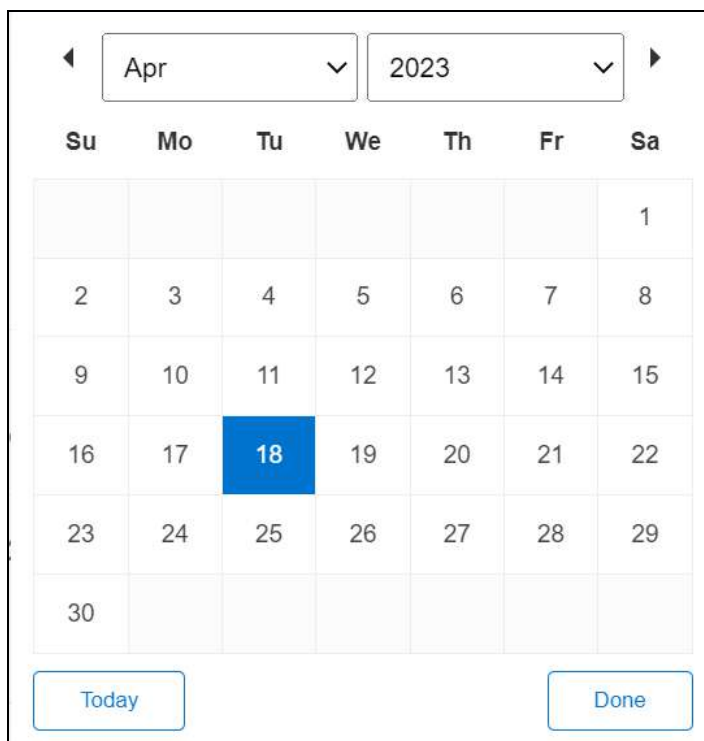 Apr 2023
Su Mo Tu We Th Fr Sa
1
2 3 4 5 6 7 8
9 10 11 12 13 14 15
16 17 18 19 20 21 22
23 24 25 26 27 28 29
30
Today Done